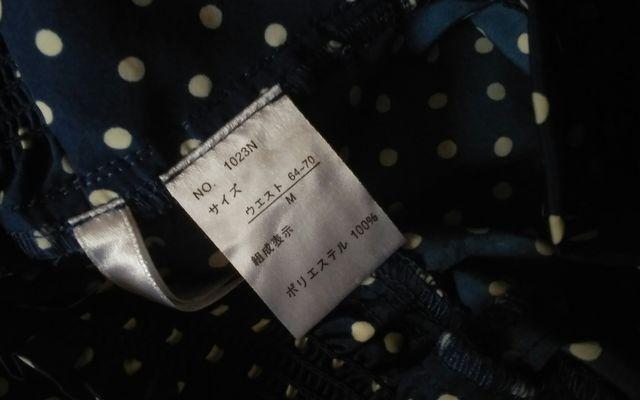 NO. 1023N
サイズ
ウエスト 64-70
M
組成表示
ポリエステル 100%